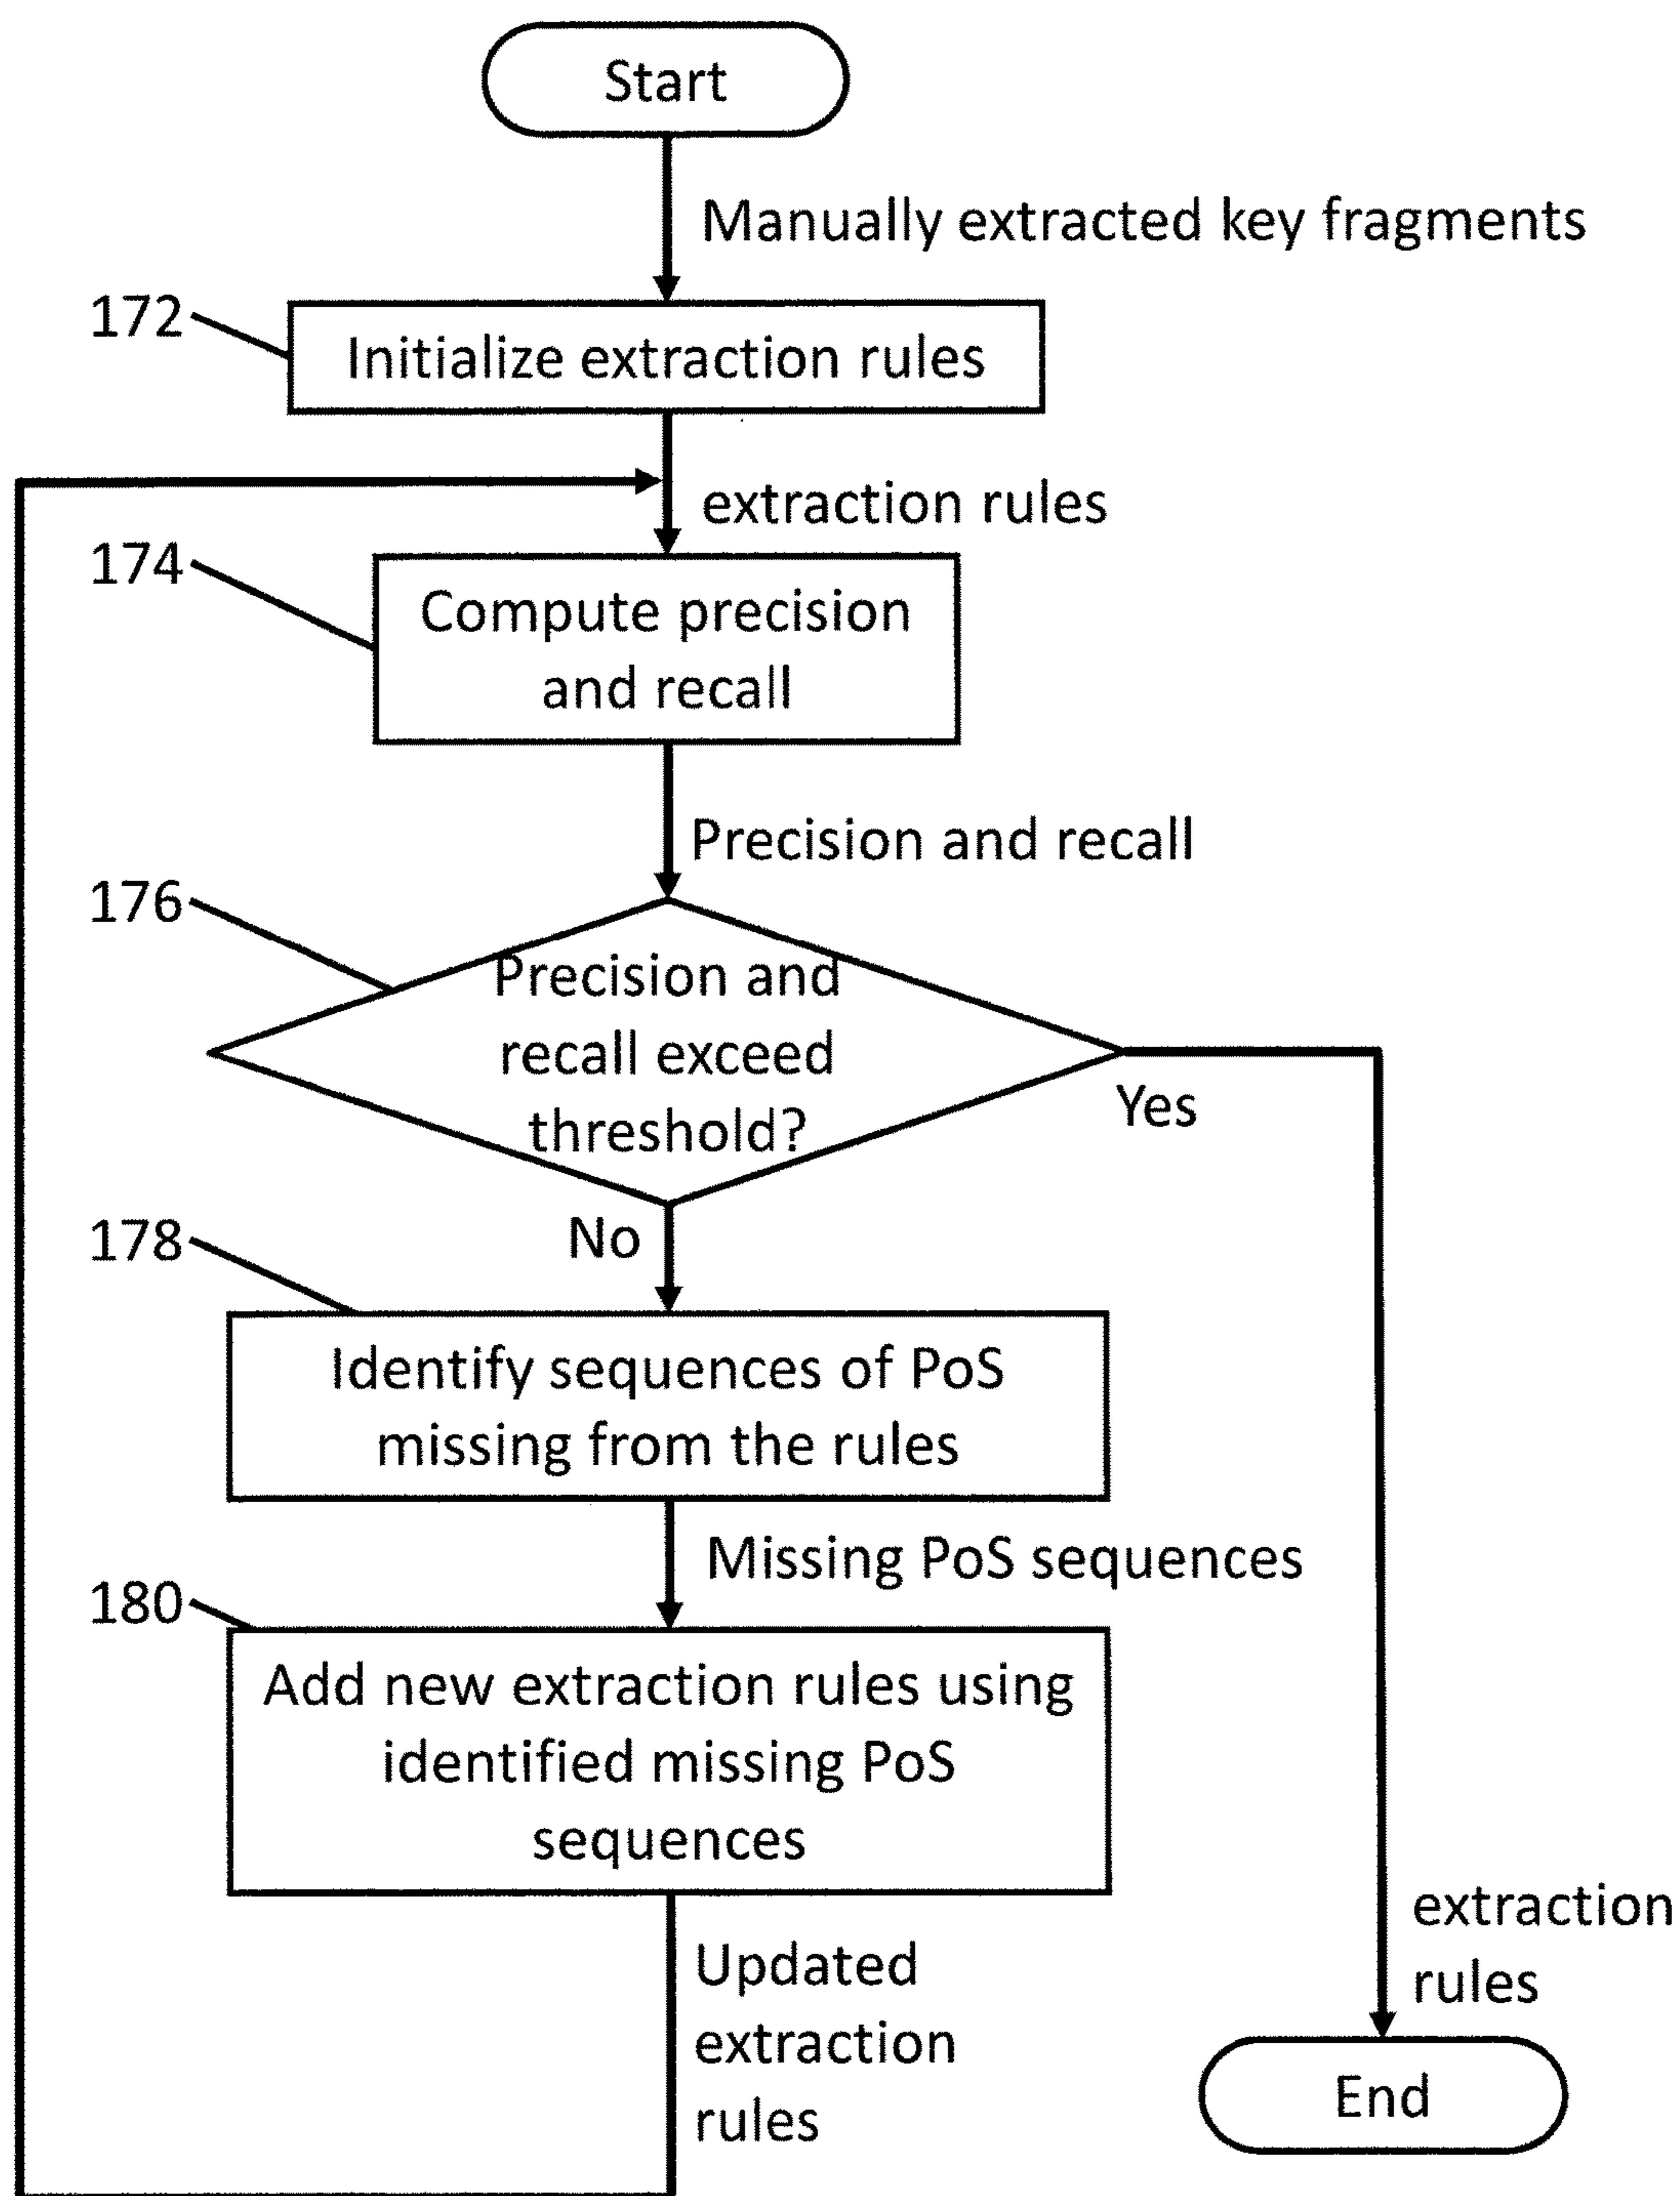 Start
Manually extracted key fragments
172
Initialize extraction rules
extraction rules
174
Compute precision
and recall
Precision and recall
176
Precision and
recall exceed
threshold?
Yes
No
178
Identify sequences of PoS
missing from the rules
Missing PoS sequences
180
Add new extraction rules using
identified missing PoS
sequences
Updated
extraction
rules
extraction
rules
End